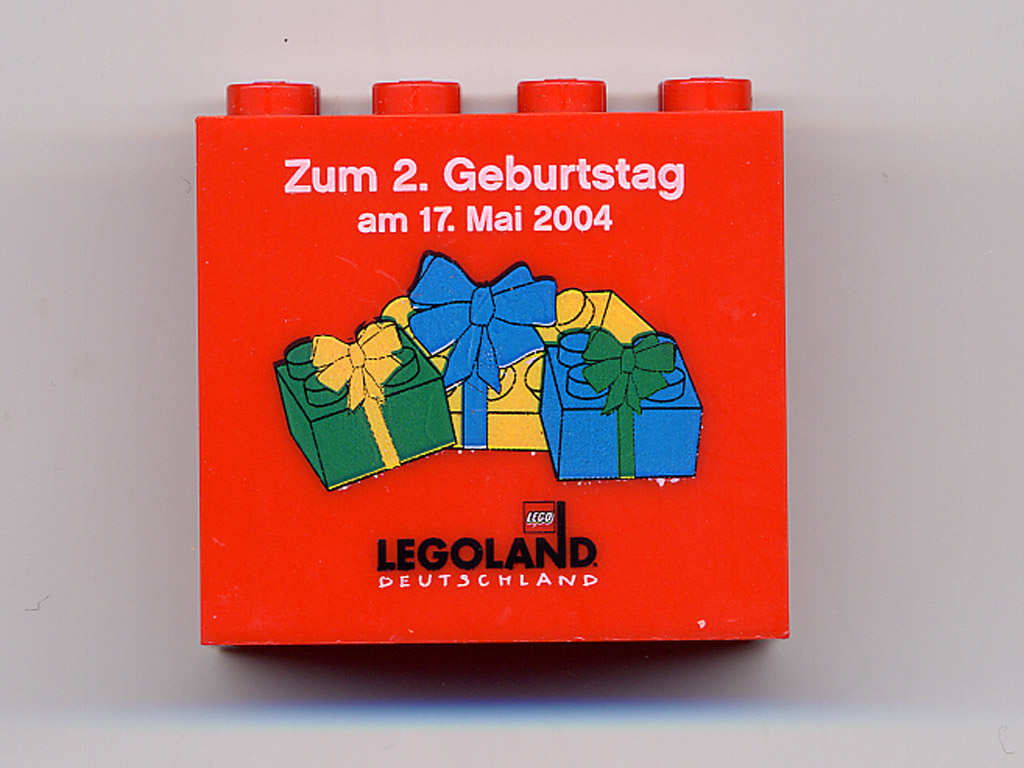 Zum 2. Geburtstag
am 17. Mai 2004
LEGO
LEGOLAND
DEUTSCHLAND